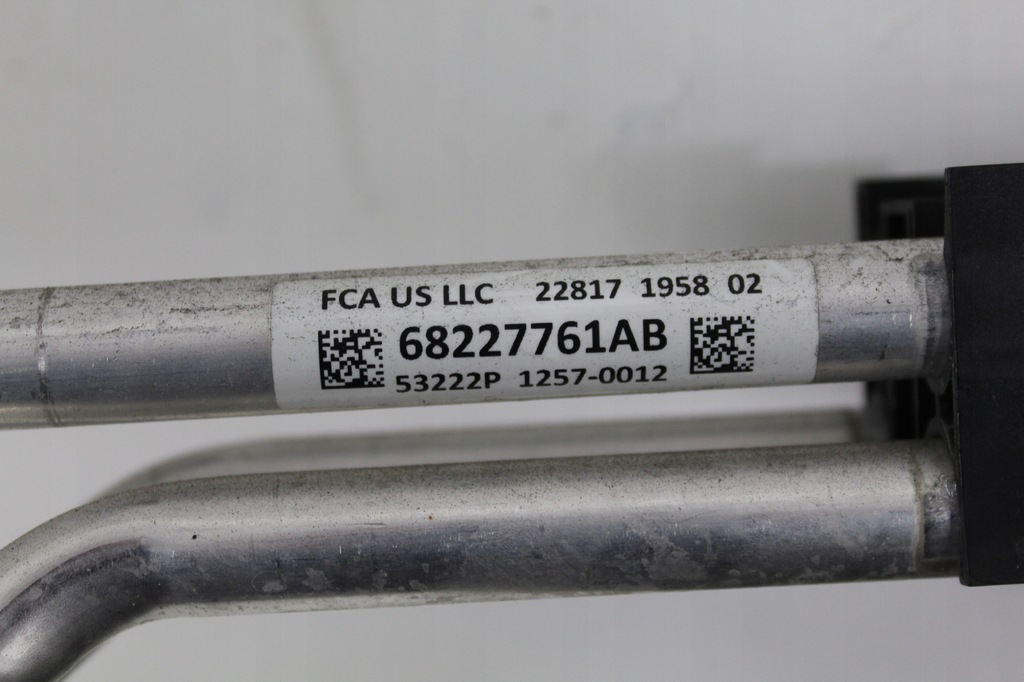 FCA US LLC 22817 1958 02
68227761AB
53222P 1257-0012